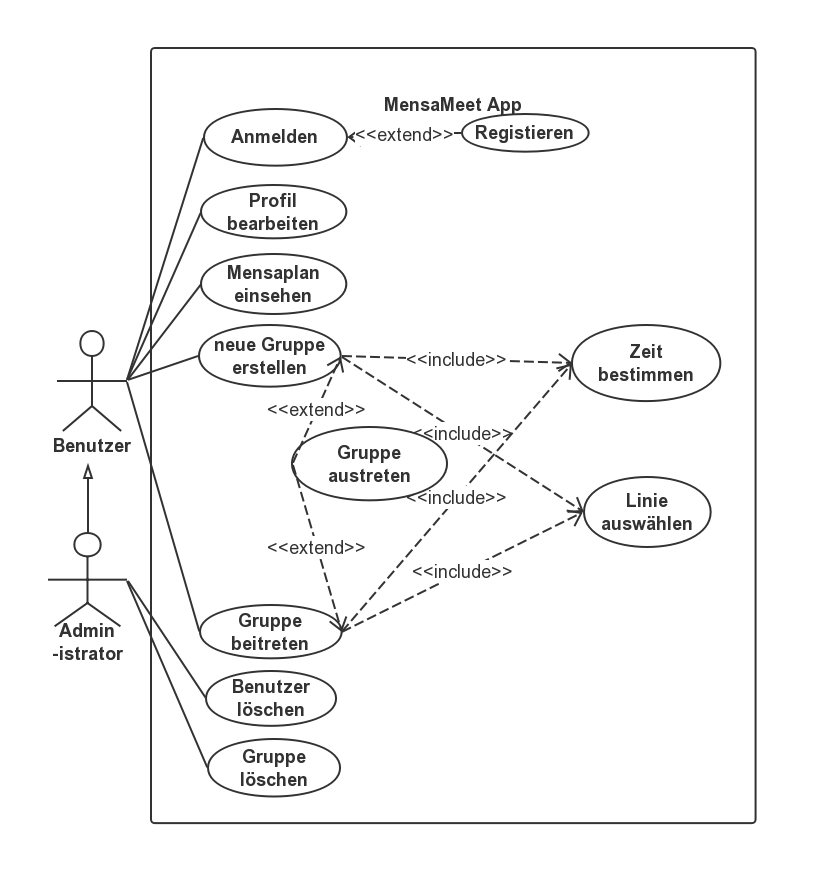 MensaMeet App
Anmelden
<<extend>>
Registieren
Profil
bearbeiten
Mensaplan
einsehen
neue Gruppe
erstellen
<<include>>
Zeit
bestimmen
<<extend>>
<<include>>
Benutzer
Gruppe
austreten
<<include>>
Linie
auswählen
<<extend>>
<<include>>
Admin
-istrator
Gruppe
beitreten
Benutzer
löschen
Gruppe
löschen